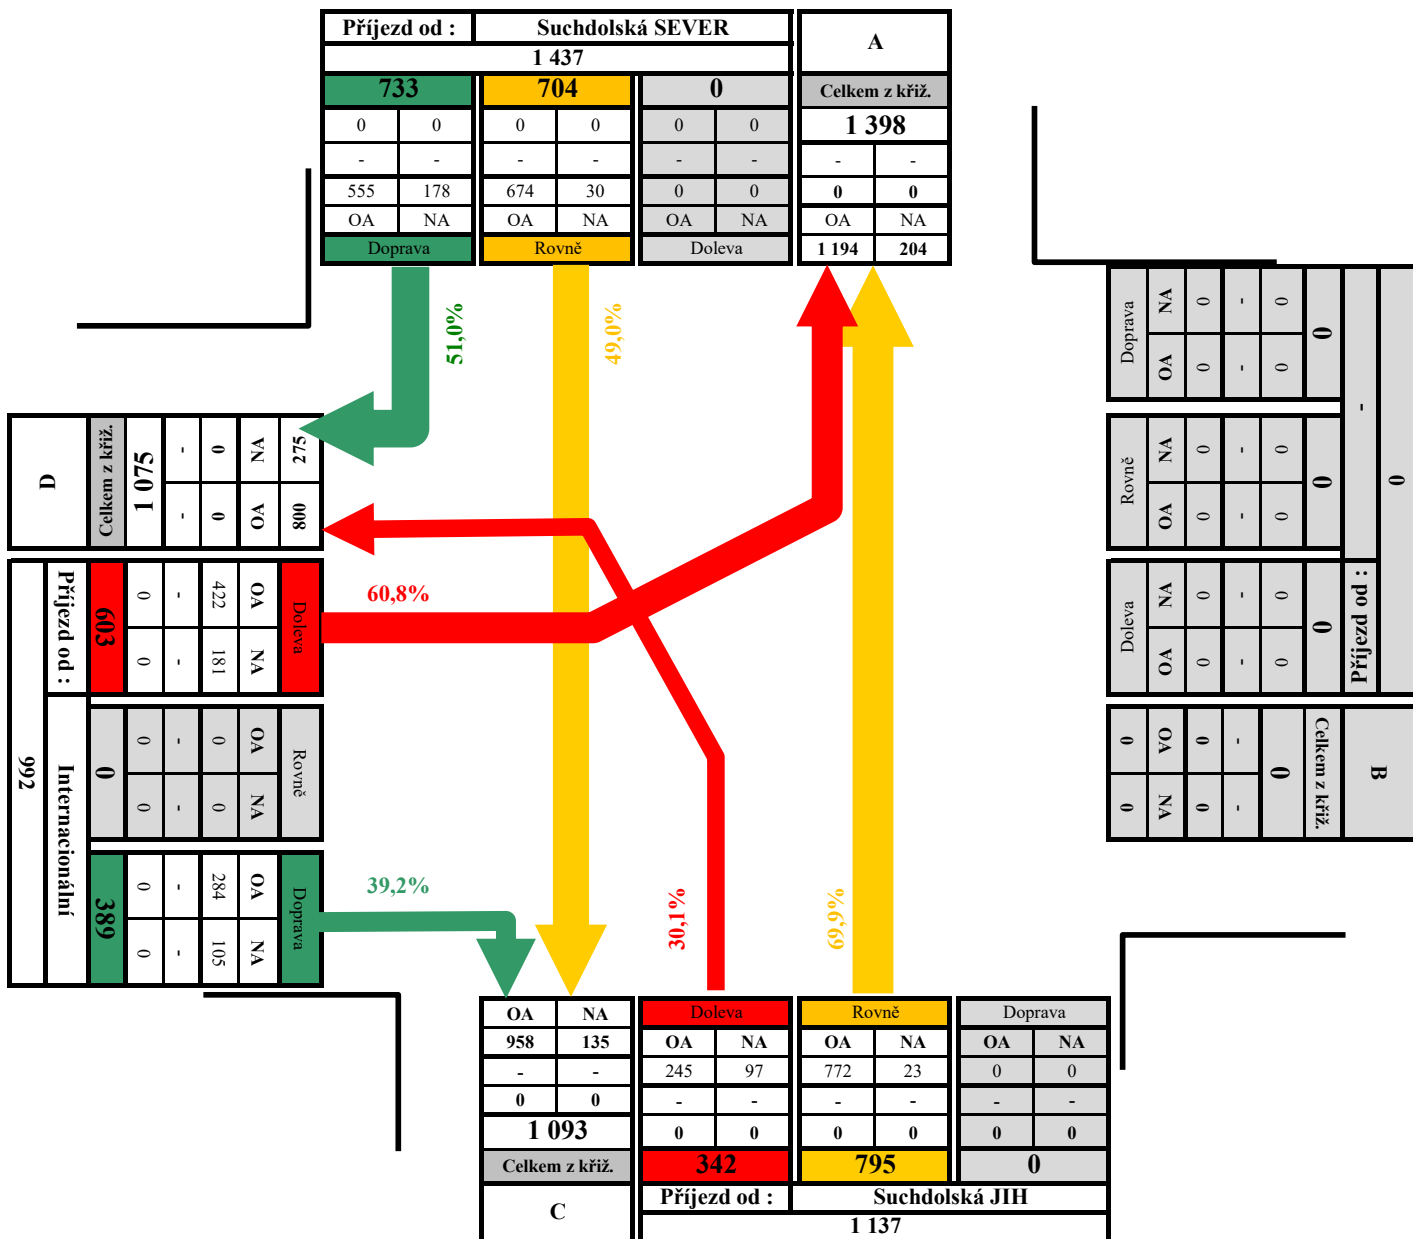 Příjezd od : Suchdolská SEVER
1 437
733 704 0
0 0 0 0 0 0
- - - - - -
555 178 674 30 0 0
OA NA OA NA OA NA
Doprava Rovně Doleva
A
Celkem z křiž.
1 398
- -
0 0
OA NA
1 194 204
51,0%
49,0%
D
Celkem z křiž.
1 075
- -
0 0
NA OA
275 800
Příjezd od : Internacionální
992
603 0 389
0 0 0 0 0 0
- - - - - -
422 181 0 0 284 105
OA NA OA NA OA NA
Doleva Rovně Doprava
60,8%
39,2%
30,1%
69,9%
0
- Příjezd od :
0 0 0
0 0 0 0 0 0
- - - - - -
0 0 0 0 0 0
NA OA NA OA NA OA
Doprava Rovně Doleva
B
Celkem z křiž.
0
- -
0 0
OA NA
0 0
OA NA
958 135
- -
0 0
1 093
Celkem z křiž.
C
Doleva Rovně Doprava
OA NA OA NA OA NA
245 97 772 23 0 0
- - - - - -
0 0 0 0 0 0
342 795 0
Příjezd od : Suchdolská JIH
1 137